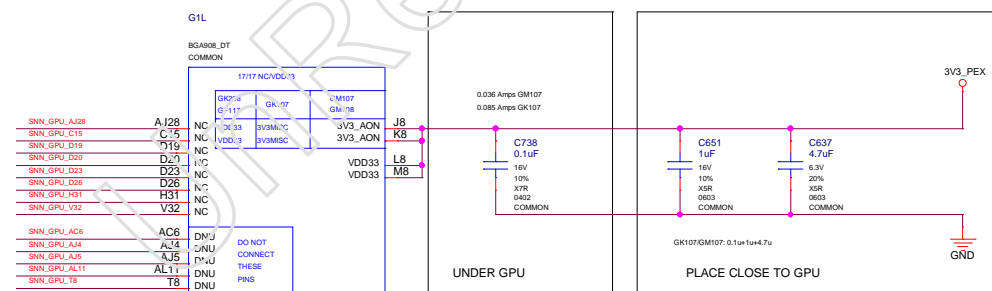 G1L
BGA908_DT
COMMON
17/17 NC/VDD33
GK107
GM107
3V3MISC
VDD33 3V3MISC
SNN_GPU_AJ28 AJ28 NC
SNN_GPU_C15 C15 NC
SNN_GPU_D19 D19 NC
SNN_GPU_D20 D20 NC
SNN_GPU_D23 D23 NC
SNN_GPU_D26 D26 NC
SNN_GPU_H31 H31 NC
SNN_GPU_V32 V32 NC
3V3_AON J8
3V3_AON K8
VDD33 L8
VDD33 M8
SNN_GPU_AC6 AC6 DNU
SNN_GPU_AJ4 AJ4 DNU
SNN_GPU_AJ5 AJ5 DNU
SNN_GPU_AL11 AL11 DNU
SNN_GPU_T8 T8 DNU
DO NOT
CONNECT
THESE
PINS
0.036 Amps GM107
0.085 Amps GK107
C738
0.1uF
16V
10%
X7R
0402
COMMON
UNDER GPU
C651
1uF
16V
10%
X5R
0603
COMMON
C637
4.7uF
6.3V
20%
X5R
0603
COMMON
3V3_PEX
GK107/GM107: 0.1u+1u+4.7u
GND
PLACE CLOSE TO GPU